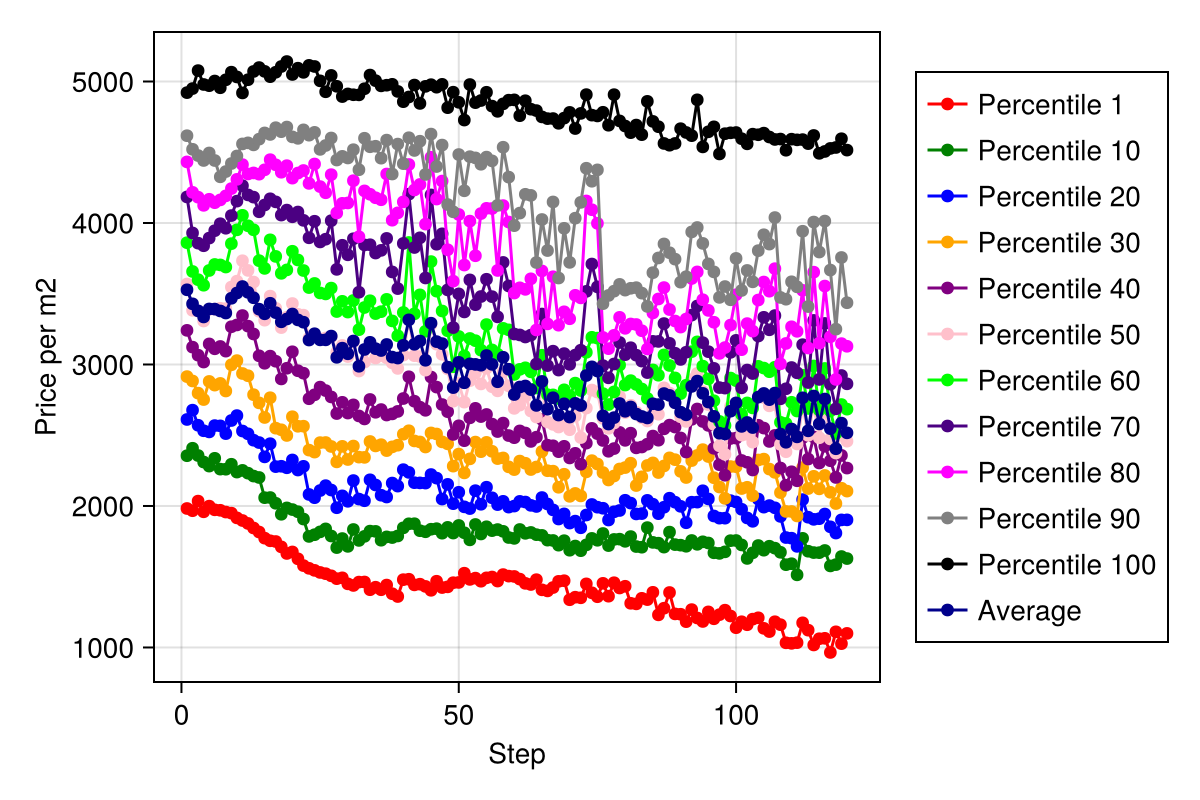 5000
4000
3000
2000
1000
Price per m2
0 50 100
Step
Percentile 1
Percentile 10
Percentile 20
Percentile 30
Percentile 40
Percentile 50
Percentile 60
Percentile 70
Percentile 80
Percentile 90
Percentile 100
Average